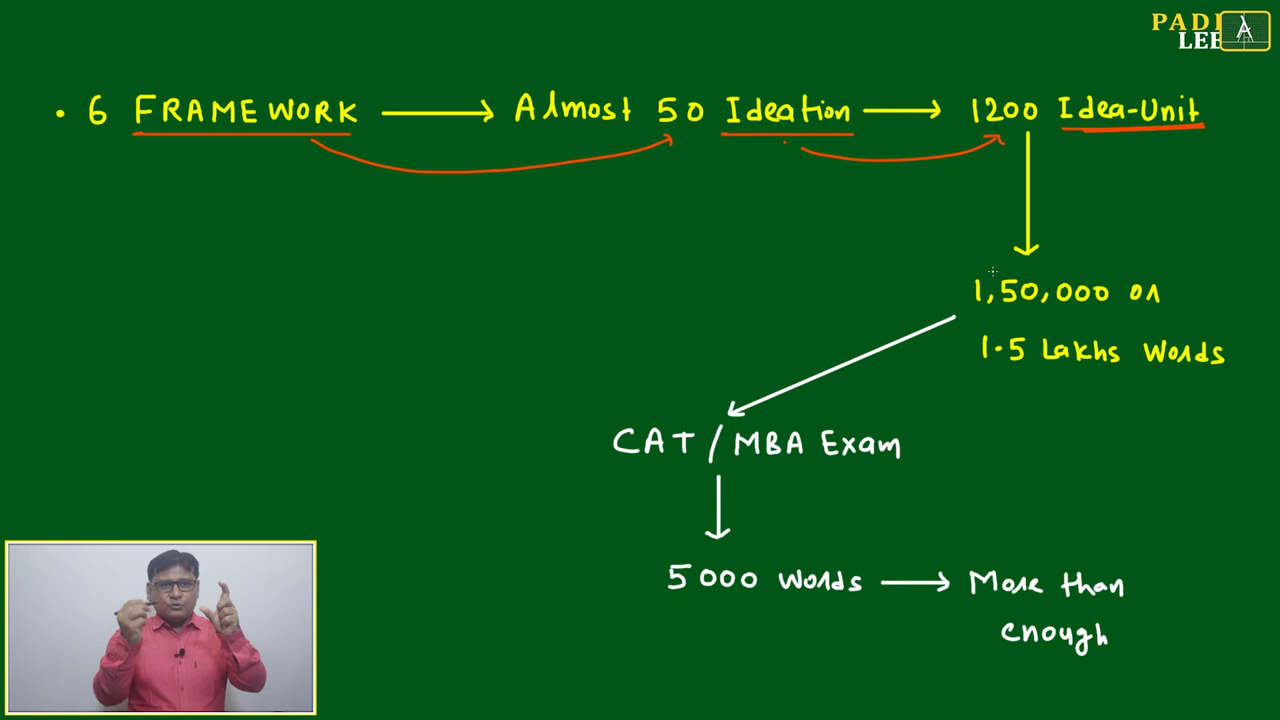 PADI
LEE
. 6 FRAMEWORK → Almost 50 Ideation → 1200 Idea-Unit
1,50,000 or
1.5 Lakhs Words
CAT / MBA Exam
5000 words → More than
enough